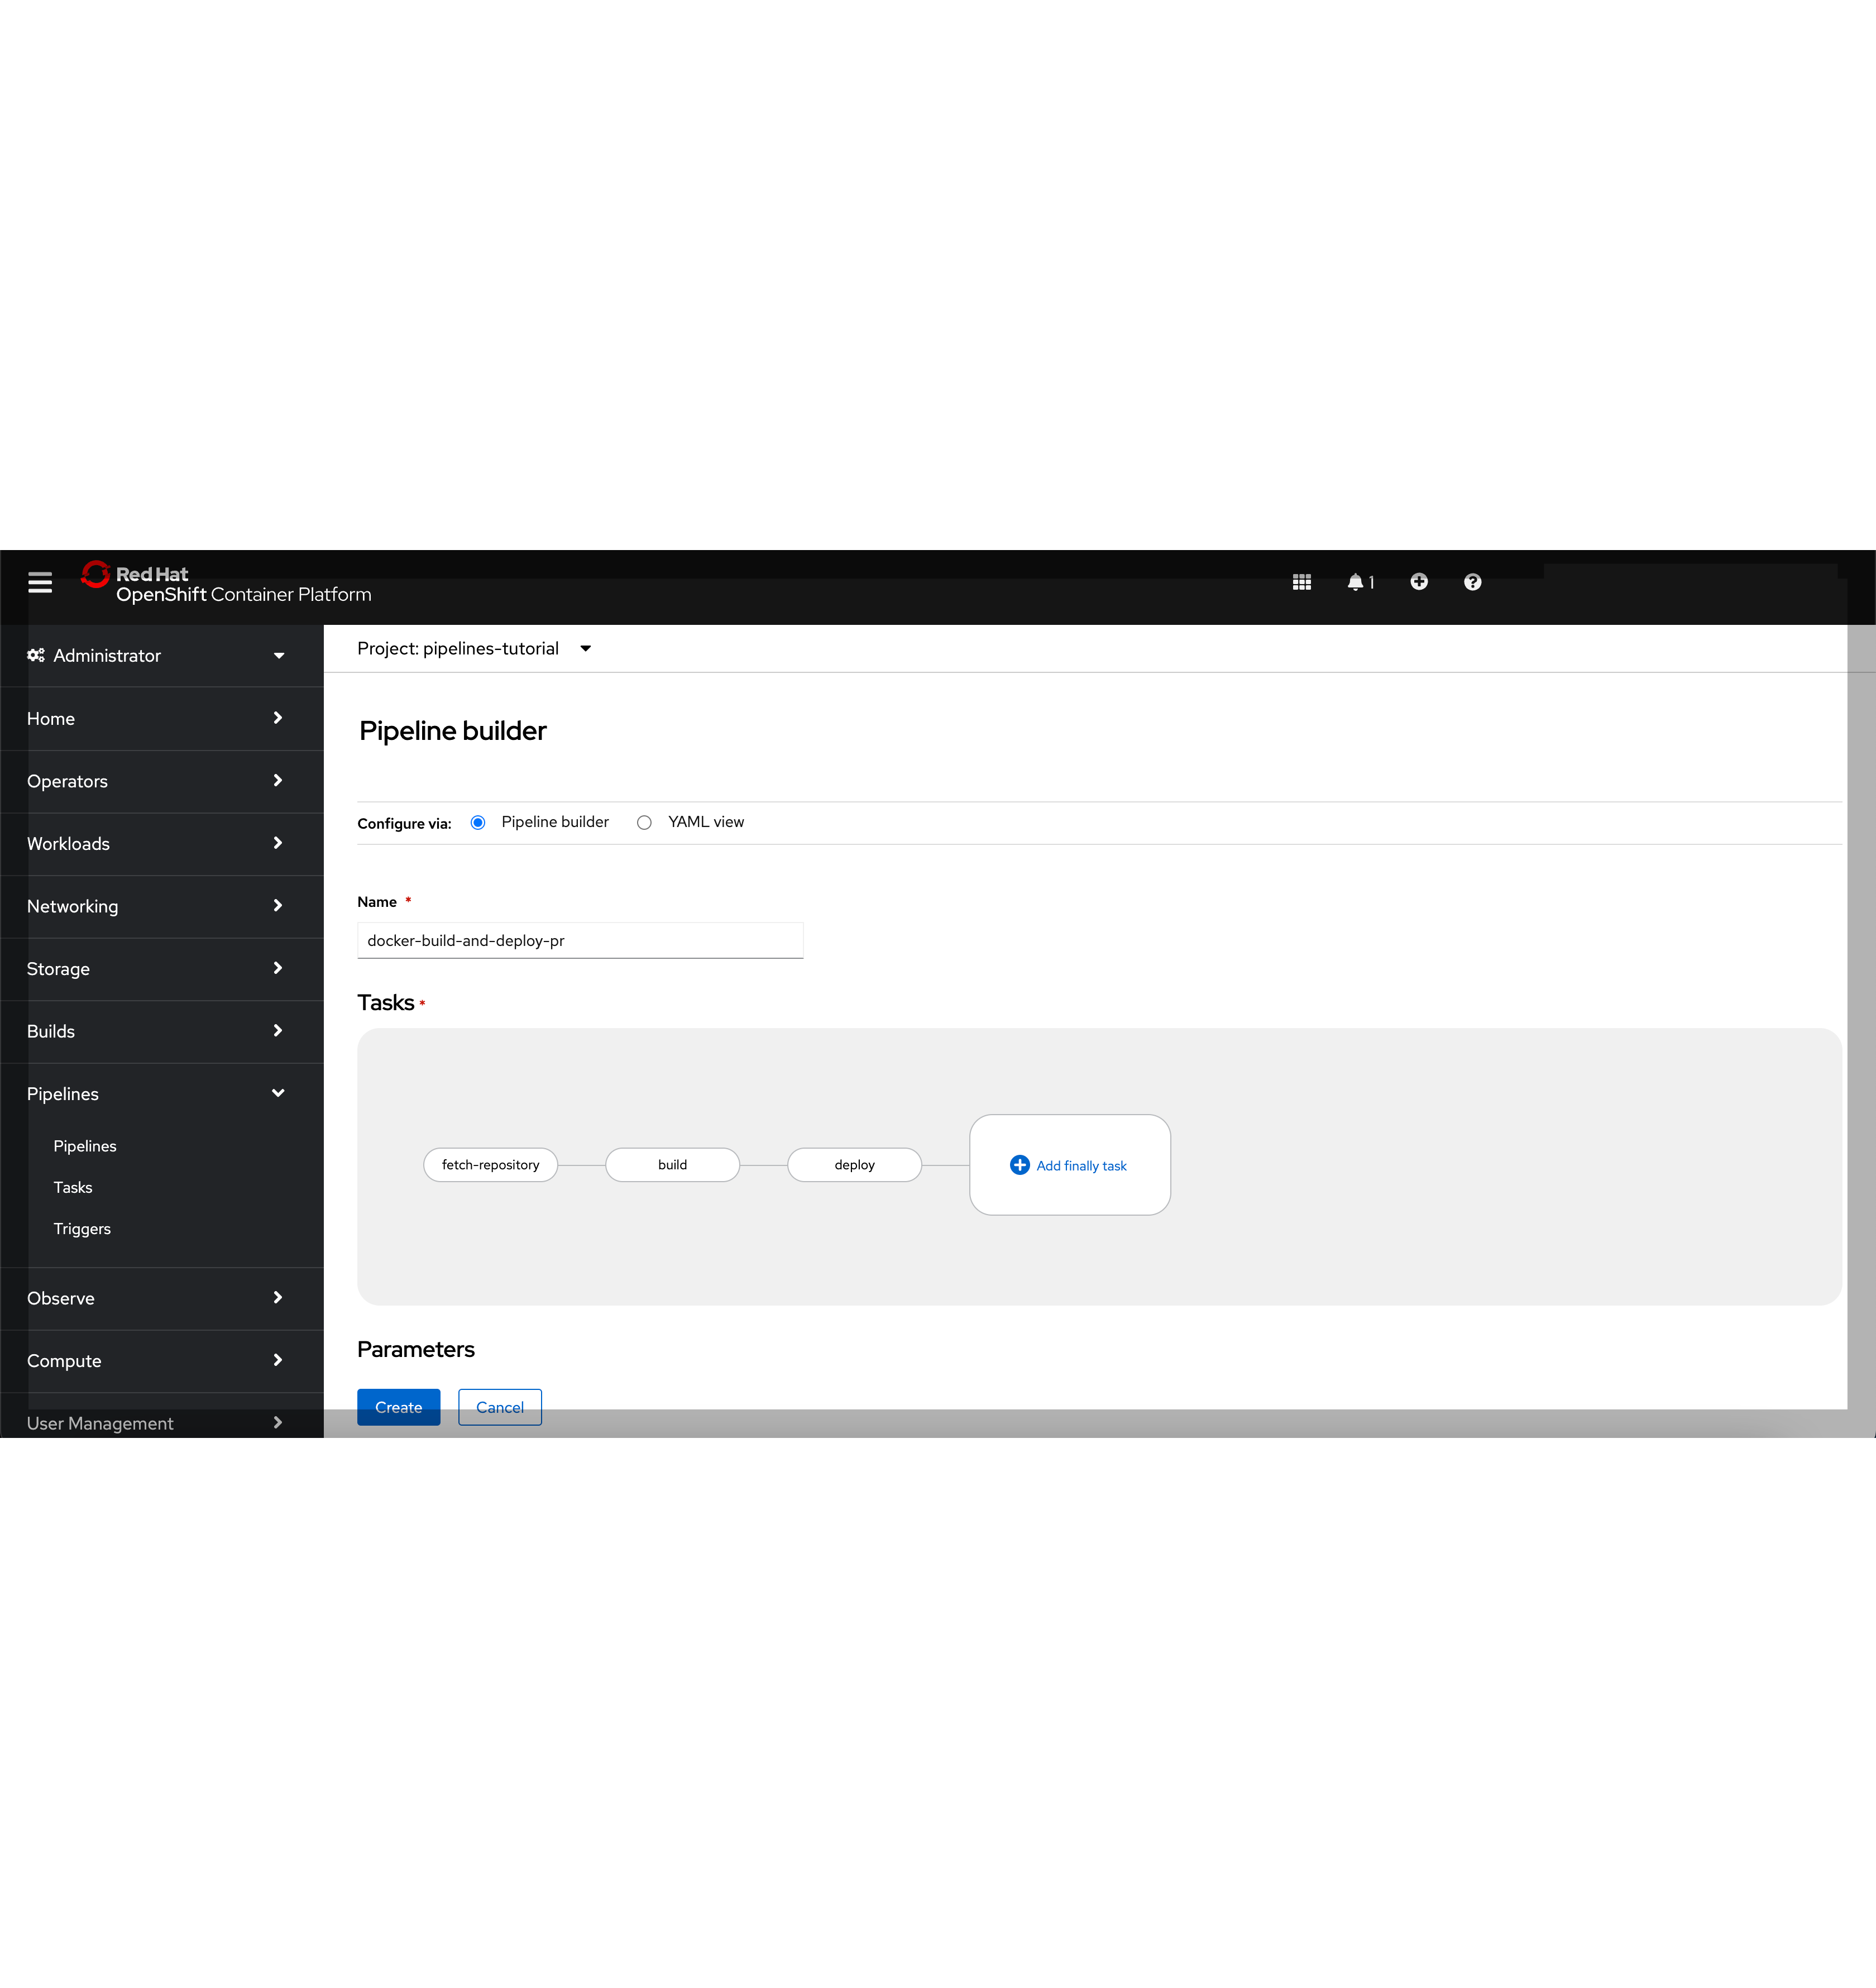 Red Hat
OpenShift Container Platform
1
Administrator
Home
Operators
Workloads
Networking
Storage
Builds
Pipelines
Pipelines
Tasks
Triggers
Observe
Compute
User Management
Project: pipelines-tutorial
Pipeline builder
Configure via: Pipeline builder YAML view
Name *
docker-build-and-deploy-pr
Tasks *
fetch-repository build deploy Add finally task
Parameters
Create Cancel